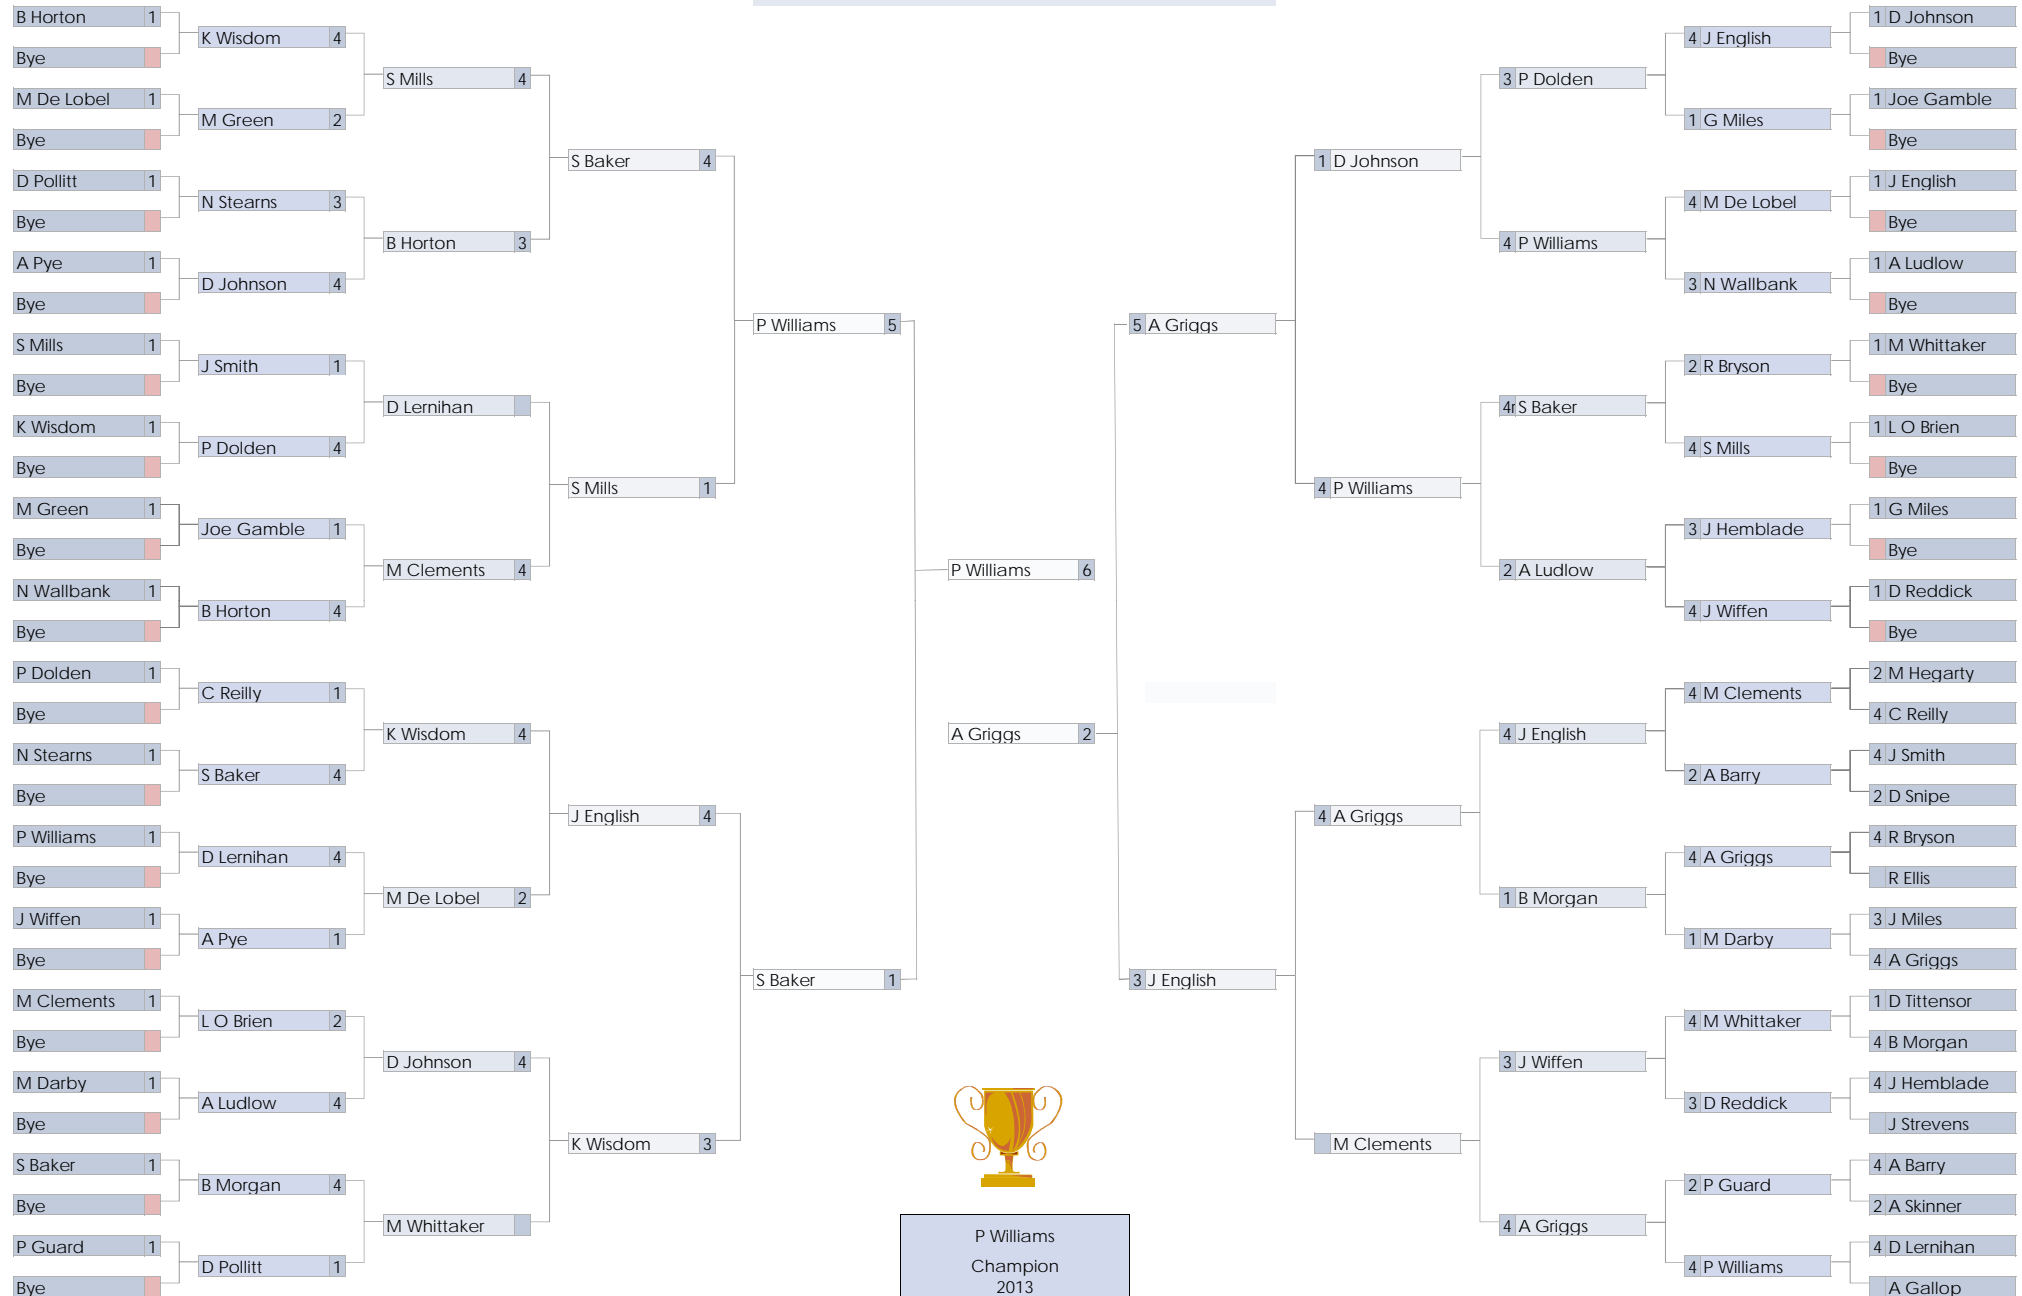 B Horton 1
Bye
M De Lobel 1
Bye
D Pollitt 1
Bye
A Pye 1
Bye
S Mills 1
Bye
K Wisdom 1
Bye
M Green 1
Bye
N Wallbank 1
Bye
P Dolden 1
Bye
N Stearns 1
Bye
P Williams 1
Bye
J Wiffen 1
Bye
M Clements 1
Bye
M Darby 1
Bye
S Baker 1
Bye
P Guard 1
Bye
K Wisdom 4
M Green 2
N Stearns 3
D Johnson 4
J Smith 1
P Dolden 4
Joe Gamble 1
B Horton 4
C Reilly 1
S Baker 4
D Lernihan 4
A Pye 1
L O Brien 2
A Ludlow 4
B Morgan 4
D Pollitt 1
S Mills 4
B Horton 3
D Lernihan
M Clements 4
K Wisdom 4
M De Lobel 2
D Johnson 4
M Whittaker
S Baker 4
S Mills 1
J English 4
K Wisdom 3
P Williams 5
S Baker 1
P Williams 6
A Griggs 2
P Williams
Champion
2013
5 A Griggs
3 J English
1 D Johnson
4 P Williams
4 A Griggs
M Clements
3 P Dolden
4 P Williams
4r S Baker
2 A Ludlow
4 J English
1 B Morgan
3 J Wiffen
4 A Griggs
4 J English
1 G Miles
4 M De Lobel
3 N Wallbank
2 R Bryson
4 S Mills
3 J Hemblade
4 J Wiffen
4 M Clements
2 A Barry
4 A Griggs
1 M Darby
4 M Whittaker
3 D Reddick
2 P Guard
4 P Williams
1 D Johnson
Bye
1 Joe Gamble
Bye
1 J English
Bye
1 A Ludlow
Bye
1 M Whittaker
Bye
1 L O Brien
Bye
1 G Miles
Bye
1 D Reddick
Bye
2 M Hegarty
4 C Reilly
4 J Smith
2 D Snipe
4 R Bryson
R Ellis
3 J Miles
4 A Griggs
1 D Tittensor
4 B Morgan
4 J Hemblade
J Strevens
4 A Barry
2 A Skinner
4 D Lernihan
A Gallop